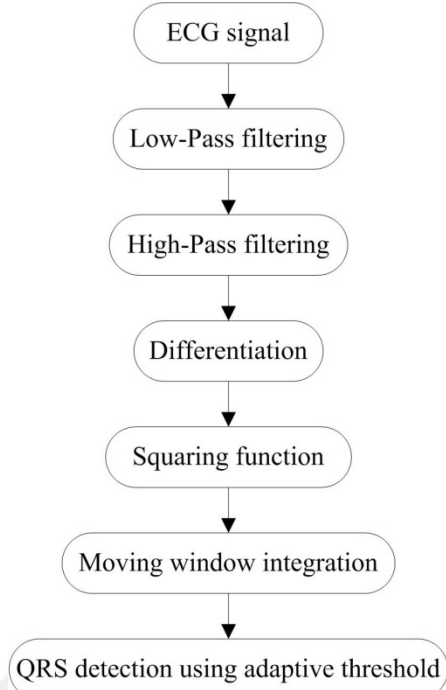 ECG signal
Low-Pass filtering
High-Pass filtering
Differentiation
Squaring function
Moving window integration
QRS detection using adaptive threshold